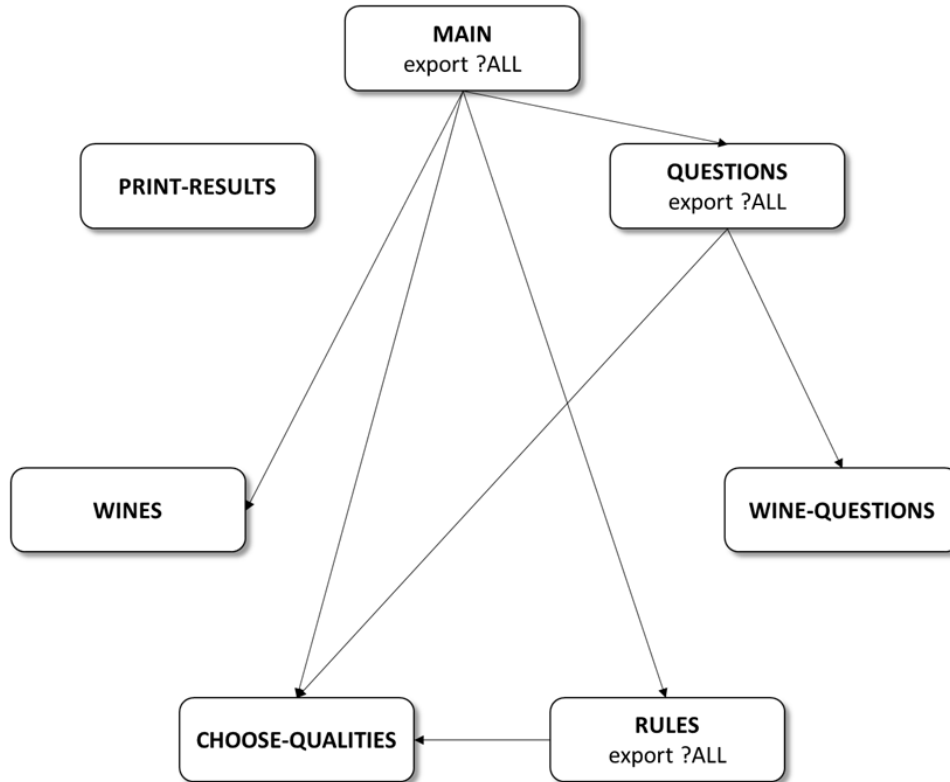 MAIN
export ?ALL
PRINT-RESULTS
QUESTIONS
export ?ALL
WINES
WINE-QUESTIONS
CHOOSE-QUALITIES
RULES
export ?ALL